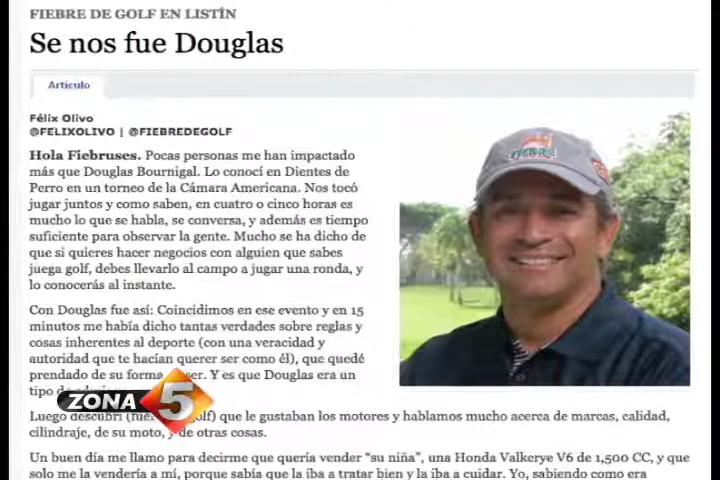 FIEBRE DE GOLF EN LISTÍN
Se nos fue Douglas
Artículo
Félix Olivo
@FELIXOLIVO | @FIEBREDEGOLF
Hola Fiebruses. Pocas personas me han impactado
más que Douglas Bournigal. Lo conocí en Dientes de
Perro en un torneo de la Cámara Americana. Nos tocó
jugar juntos y como saben, en cuatro o cinco horas es
mucho lo que se habla, se conversa, y además es tiempo
suficiente para observar la gente. Mucho se ha dicho de
que si quieres hacer negocios con alguien que sabes
juega golf, debes llevarlo al campo a jugar una ronda, y
lo conocerás al instante.
Con Douglas fue así: Coincidimos en ese evento y en 15
minutos me había dicho tantas verdades sobre reglas y
cosas inherentes al deporte (con una veracidad y
autoridad que te hacían querer ser como él), que quedé
prendado de su forma ser. Y es que Douglas era un
tipo
ZONA 5
Luego descubrí golf) que le gustaban los motores y hablamos mucho acerca de marcas, calidad,
cilindraje, de su moto, y de otras cosas.
Un buen día me llamo para decirme que quería vender “su niña”, una Honda Valkerye V6 de 1,500 CC, y que
solo me la vendería a mí, porque sabía que la iba a tratar bien y la iba a cuidar. Yo, sabiendo como era